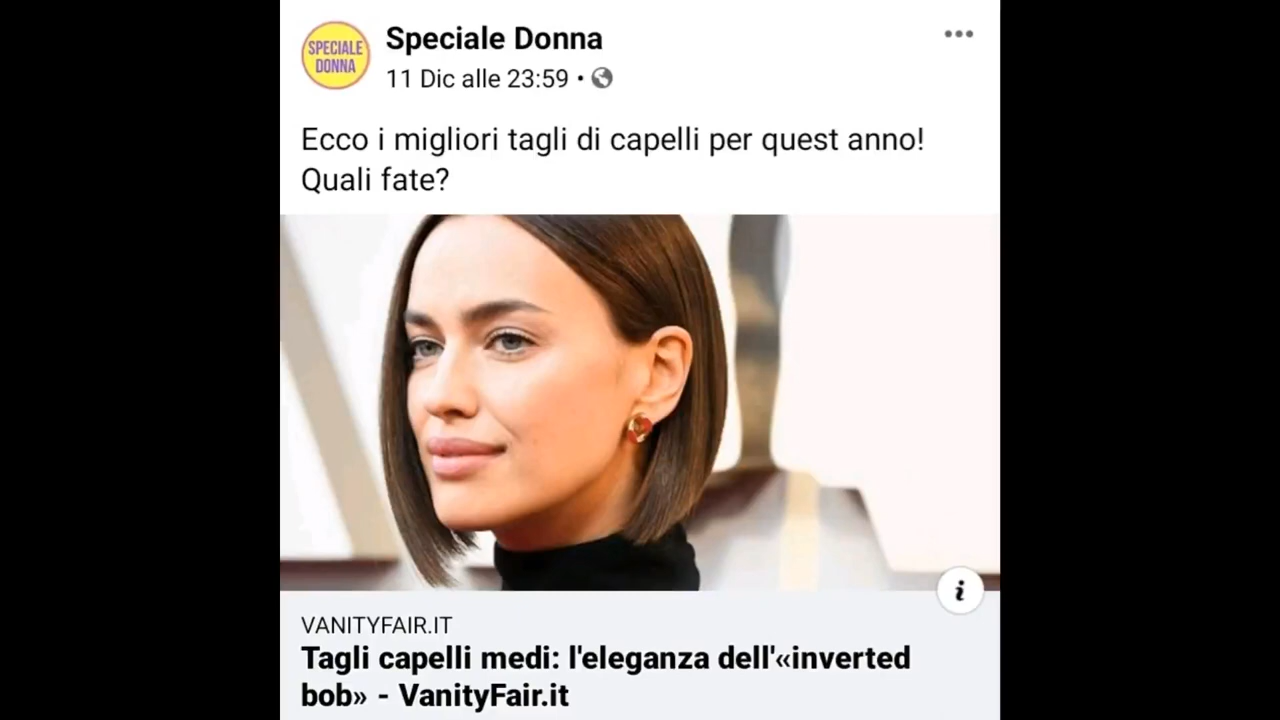 SPECIALE
DONNA
Speciale Donna
11 Dic alle 23:59 •
Ecco i migliori tagli di capelli per quest anno!
Quali fate?
i
VANITYFAIR.IT
Tagli capelli medi: l'eleganza dell'«inverted
bob» - VanityFair.it